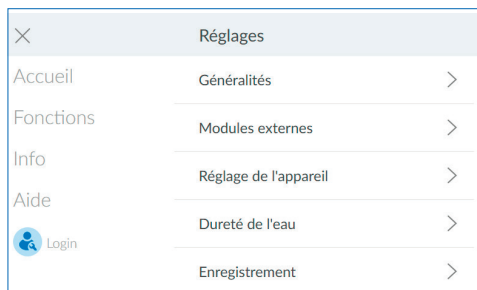 Réglages
Accueil
Fonctions
Info
Aide
Login
Généralités
Modules externes
Réglage de l'appareil
Dureté de l'eau
Enregistrement